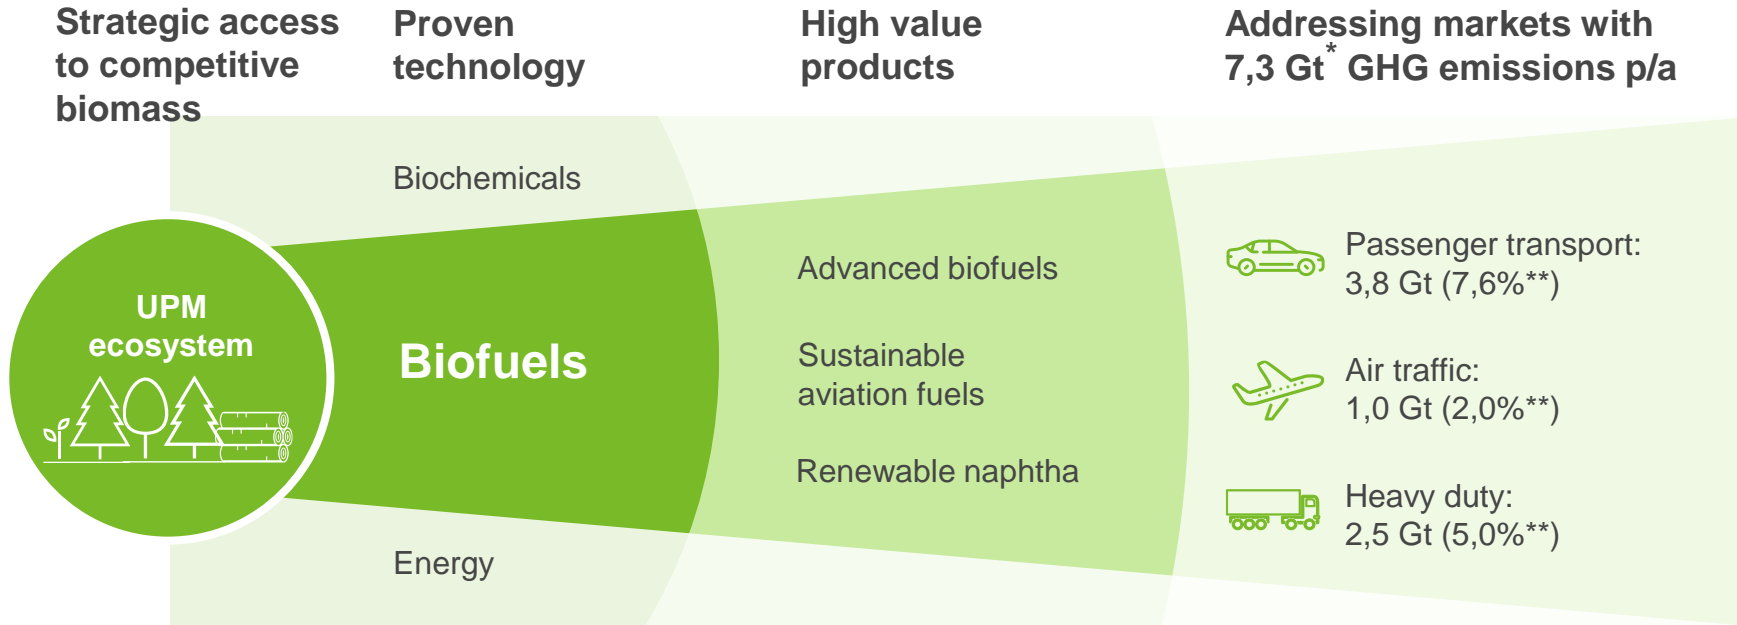 Strategic access
to competitive
biomass
Proven
technology
High value
products
Addressing markets with
7,3 Gt* GHG emissions p/a
Biochemicals
UPM
ecosystem
Biofuels
Energy
Advanced biofuels
Sustainable
aviation fuels
Renewable naphtha
Passenger transport:
3,8 Gt (7,6%**)
Air traffic:
1,0 Gt (2,0%**)
Heavy duty:
2,5 Gt (5,0%**)